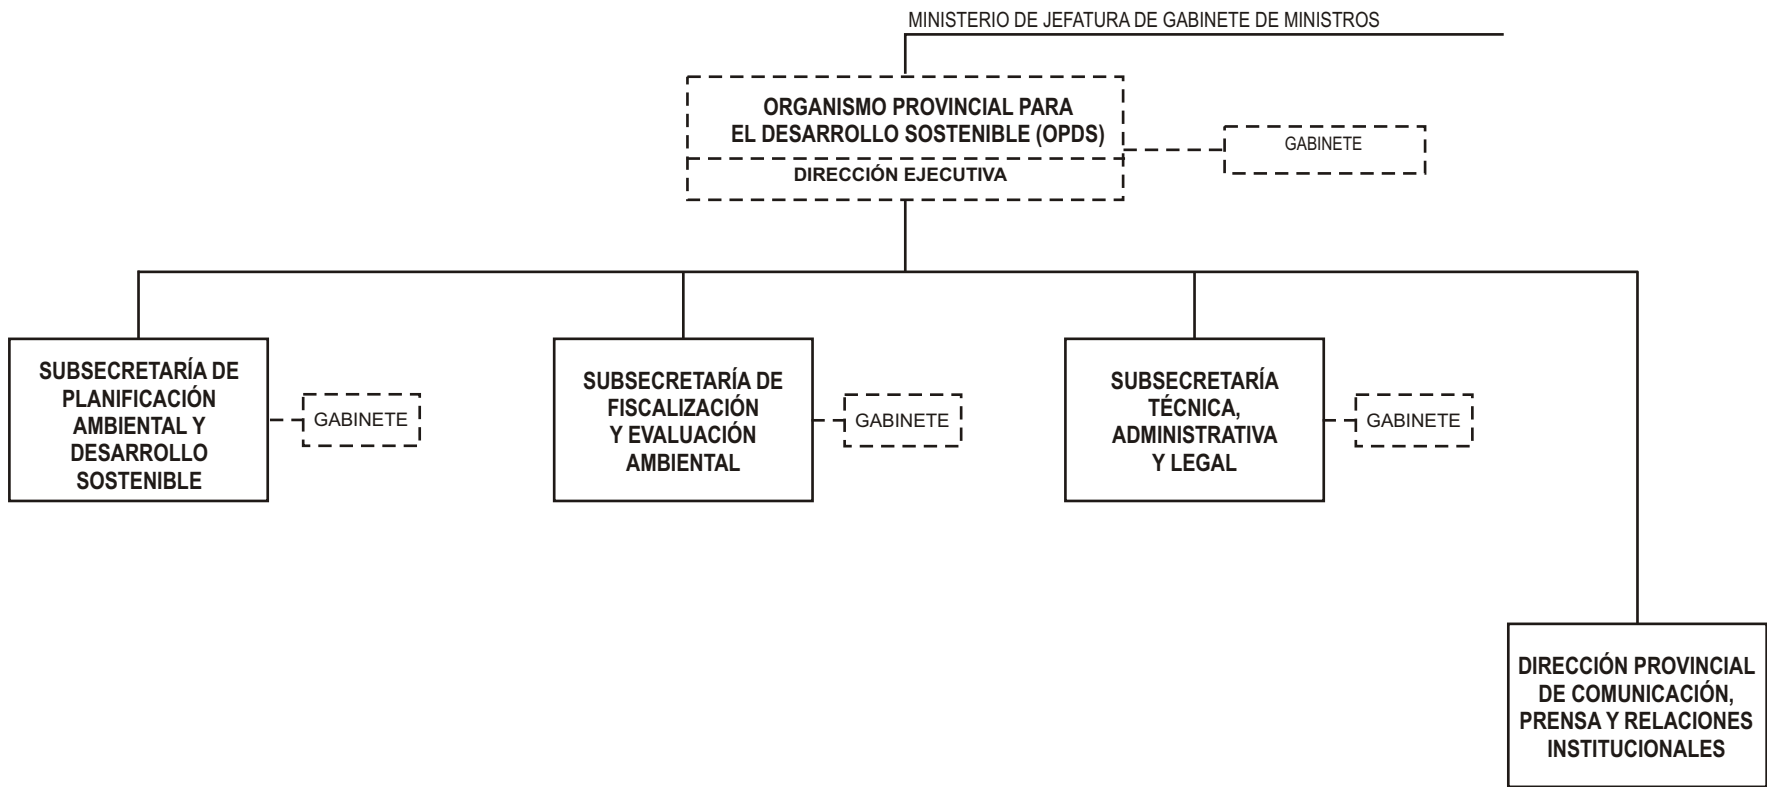 MINISTERIO DE JEFATURA DE GABINETE DE MINISTROS
ORGANISMO PROVINCIAL PARA
EL DESARROLLO SOSTENIBLE (OPDS)
DIRECCIÓN EJECUTIVA
GABINETE
SUBSECRETARÍA DE
PLANIFICACIÓN
AMBIENTAL Y
DESARROLLO
SOSTENIBLE
GABINETE
SUBSECRETARÍA DE
FISCALIZACIÓN
Y EVALUACIÓN
AMBIENTAL
GABINETE
SUBSECRETARÍA
TÉCNICA,
ADMINISTRATIVA
Y LEGAL
GABINETE
DIRECCIÓN PROVINCIAL
DE COMUNICACIÓN,
PRENSA Y RELACIONES
INSTITUCIONALES